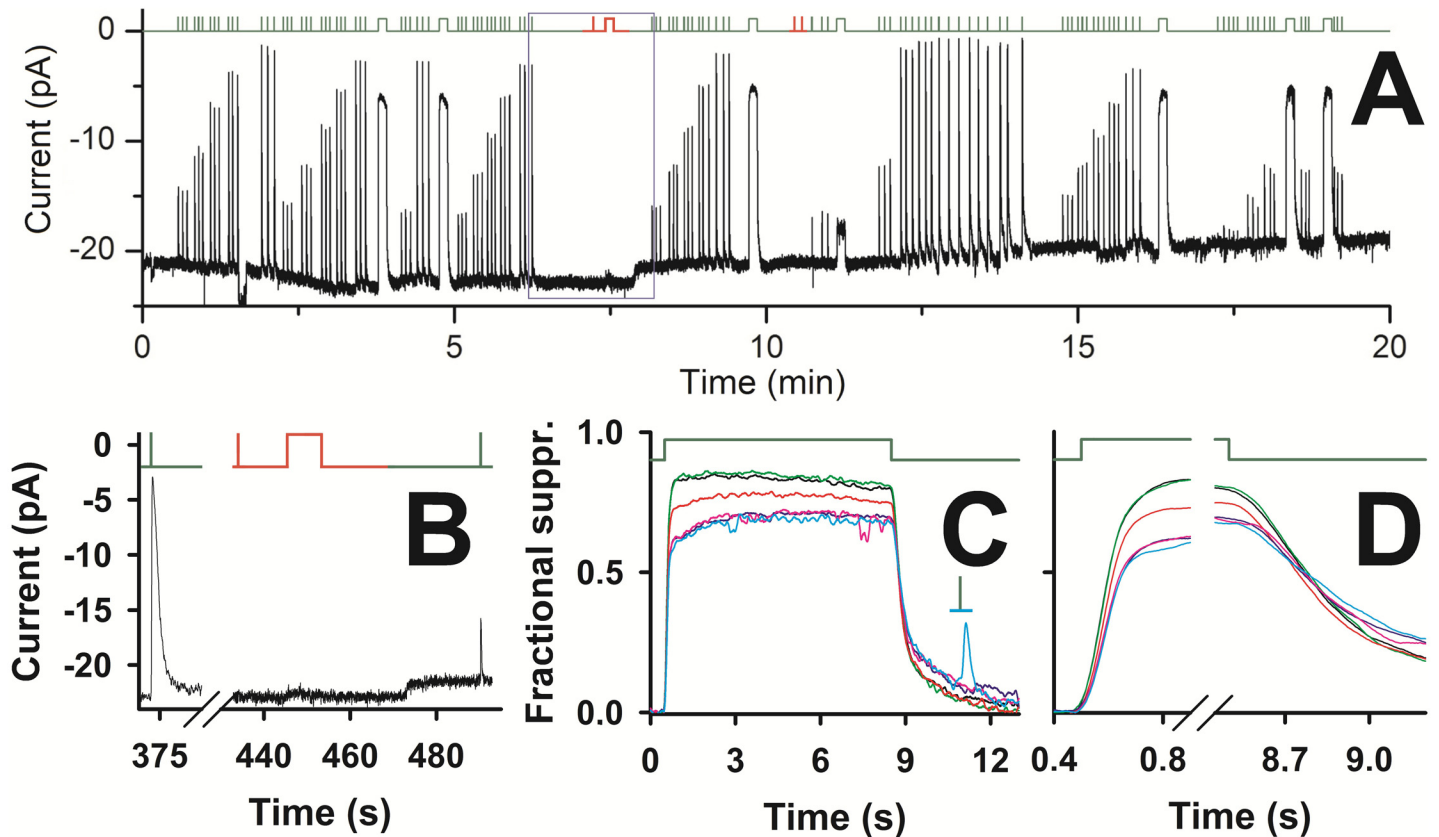 A
Current (pA)
0
-10
-20
0 5 10 15 20
Time (min)
B
Current (pA)
0
-5
-10
-15
-20
375 440 460 480
Time (s)
C
Fractional suppr.
1.0
0.5
0.0
0 3 6 9 12
Time (s)
D
0.4 0.8 8.7 9.0
Time (s)